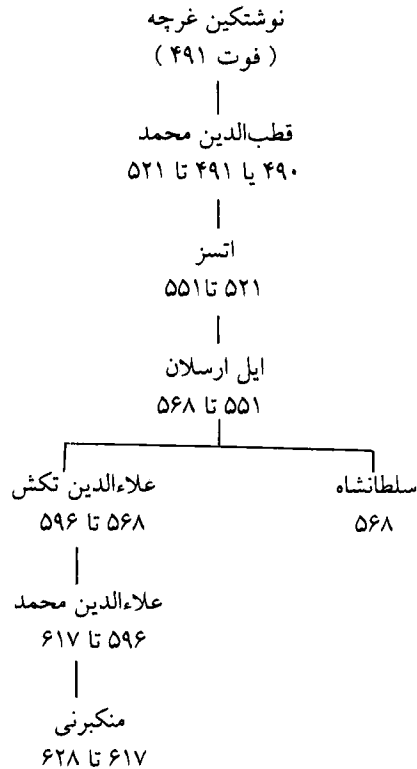 نوشتکین غرچه
( فوت ۴۹۱ )
قطب‌الدین محمد
۴۹۰ یا ۴۹۱ تا ۵۲۱
اتسز
۵۲۱ تا ۵۵۱
ایل ارسلان
۵۵۱ تا ۵۶۸
سلطانشاه
۵۶۸
علاءالدین تکش
۵۶۸ تا ۵۹۶
علاءالدین محمد
۵۹۶ تا ۶۱۷
منکبرنی
۶۱۷ تا ۶۲۸